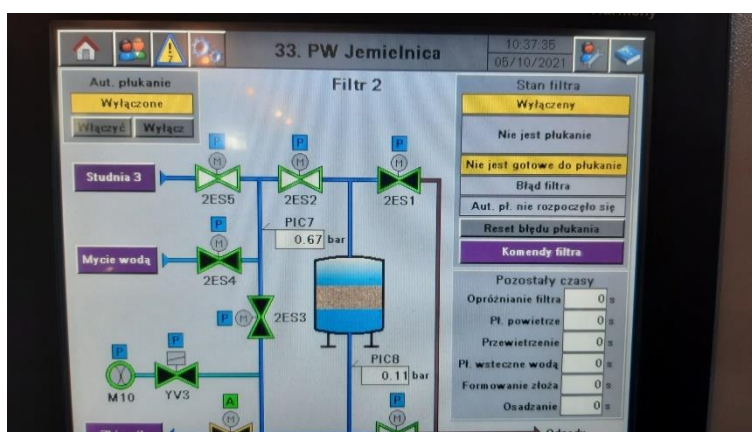 33. PW Jemielnica
10:37:35
05/10/2021
Aut. płukanie
Wyłączone
Włączyć Wyłącz
Filtr 2
Stan filtra
Wyłączeny
Nie jest płukanie
Nie jest gotowe do płukanie
Błąd filtra
Aut. pł. nie rozpoczęło się
Reset błędu płukania
Komendy filtra
P
P
P
M
M
M
Studnia 3
2ES5
2ES2
2ES1
P
M
PIC7
0.67 bar
Mycie wodą
2ES4
P M 2ES3
Pozostały czasy
Opróżnianie filtra 0 s
Pł. powietrze 0 s
Przewietrzenie 0 s
Pł. wsteczne wodą 0 s
Formowanie złoża 0 s
Osadzanie 0 s
P
P
M10
YV3
PIC8
0.11 bar
A
M
P
M